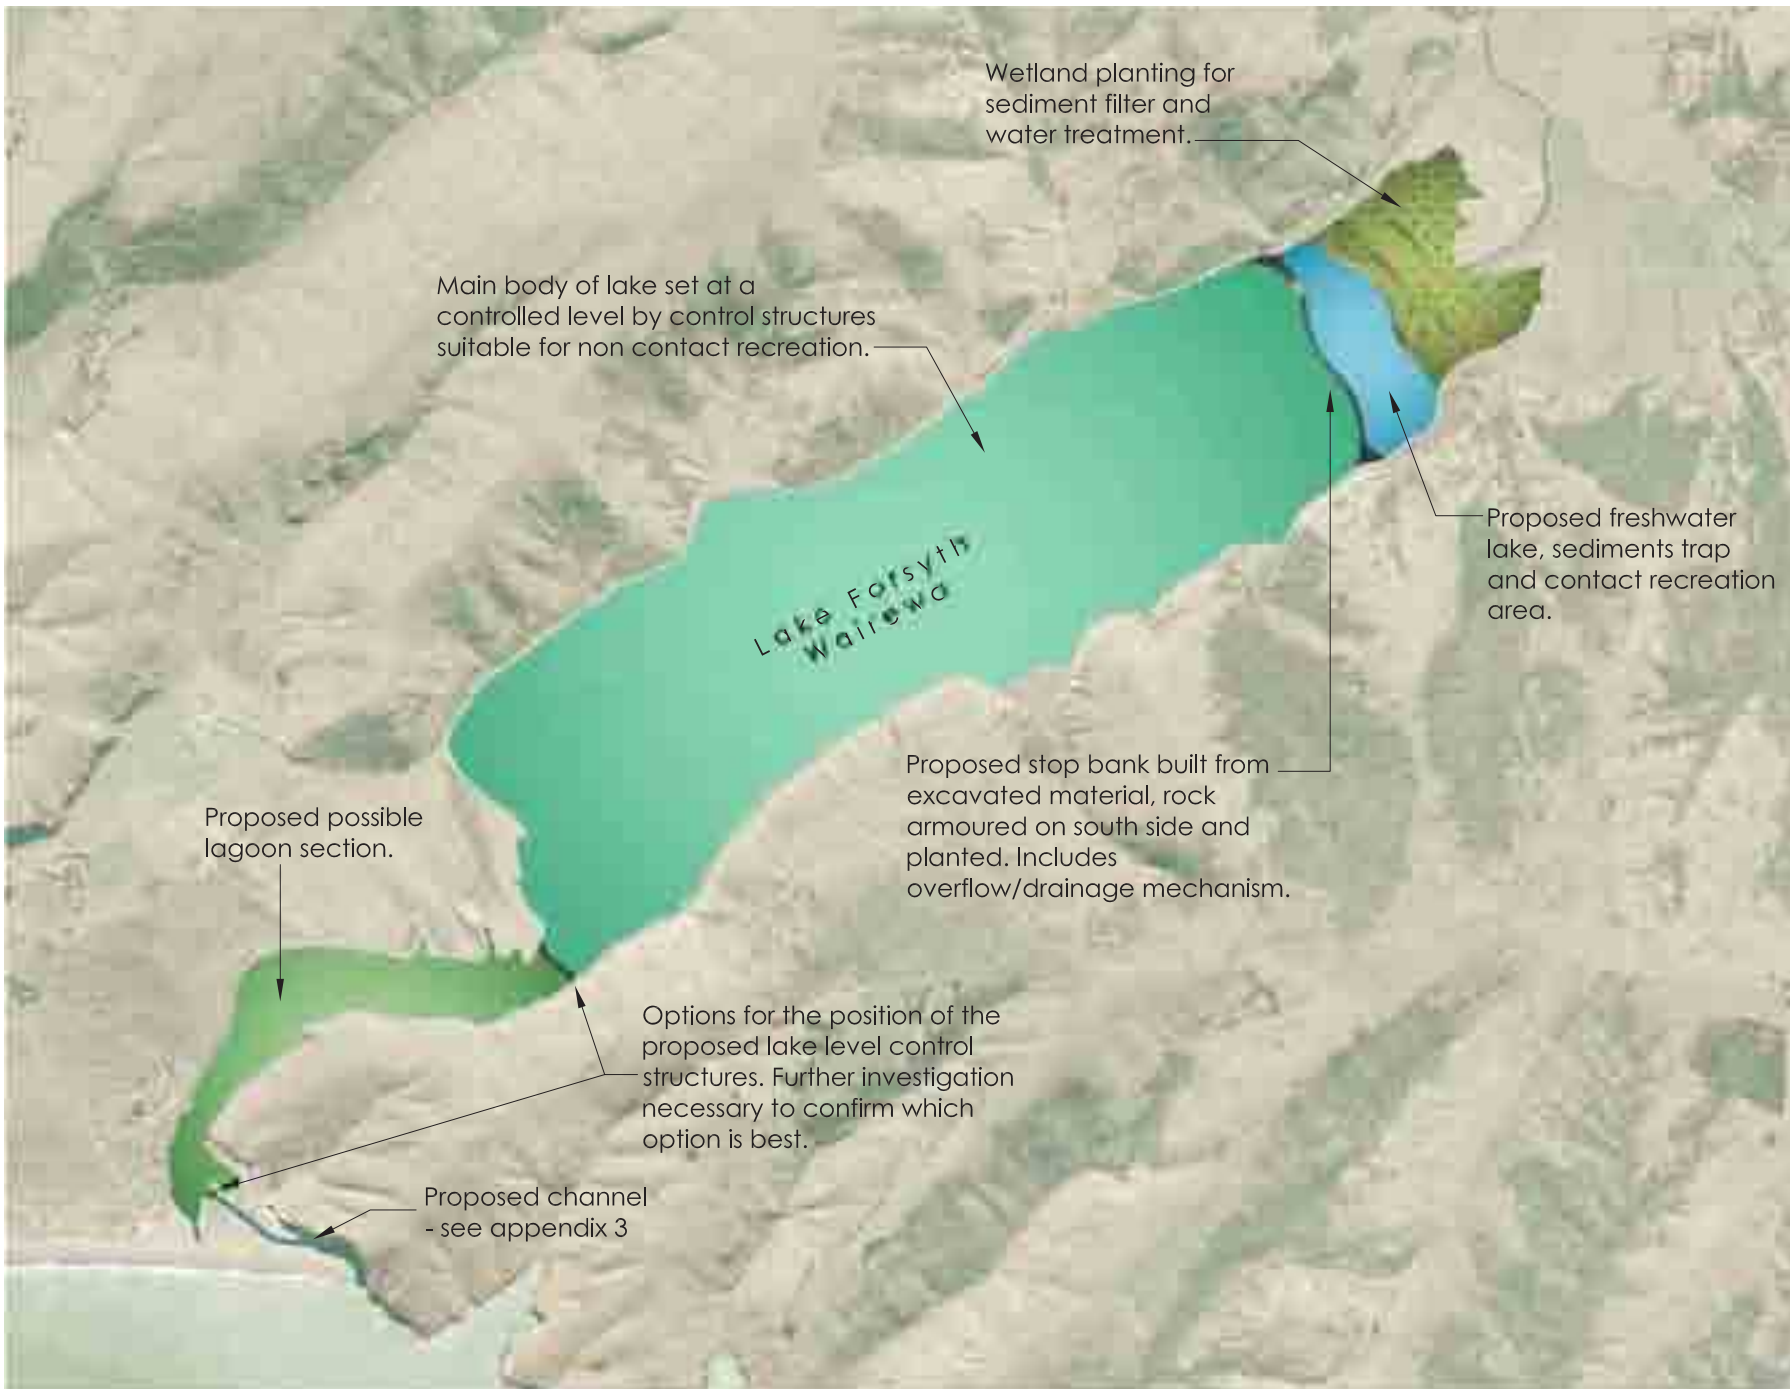 Wetland planting for
sediment filter and
water treatment.
Main body of lake set at a
controlled level by control structures
suitable for non contact recreation.
Proposed freshwater
lake, sediments trap
and contact recreation
area.
Lake Forsyth
Wairewa
Proposed stop bank built from
excavated material, rock
armoured on south side and
planted. Includes
overflow/drainage mechanism.
Proposed possible
lagoon section.
Options for the position of the
proposed lake level control
structures. Further investigation
necessary to confirm which
option is best.
Proposed channel
- see appendix 3